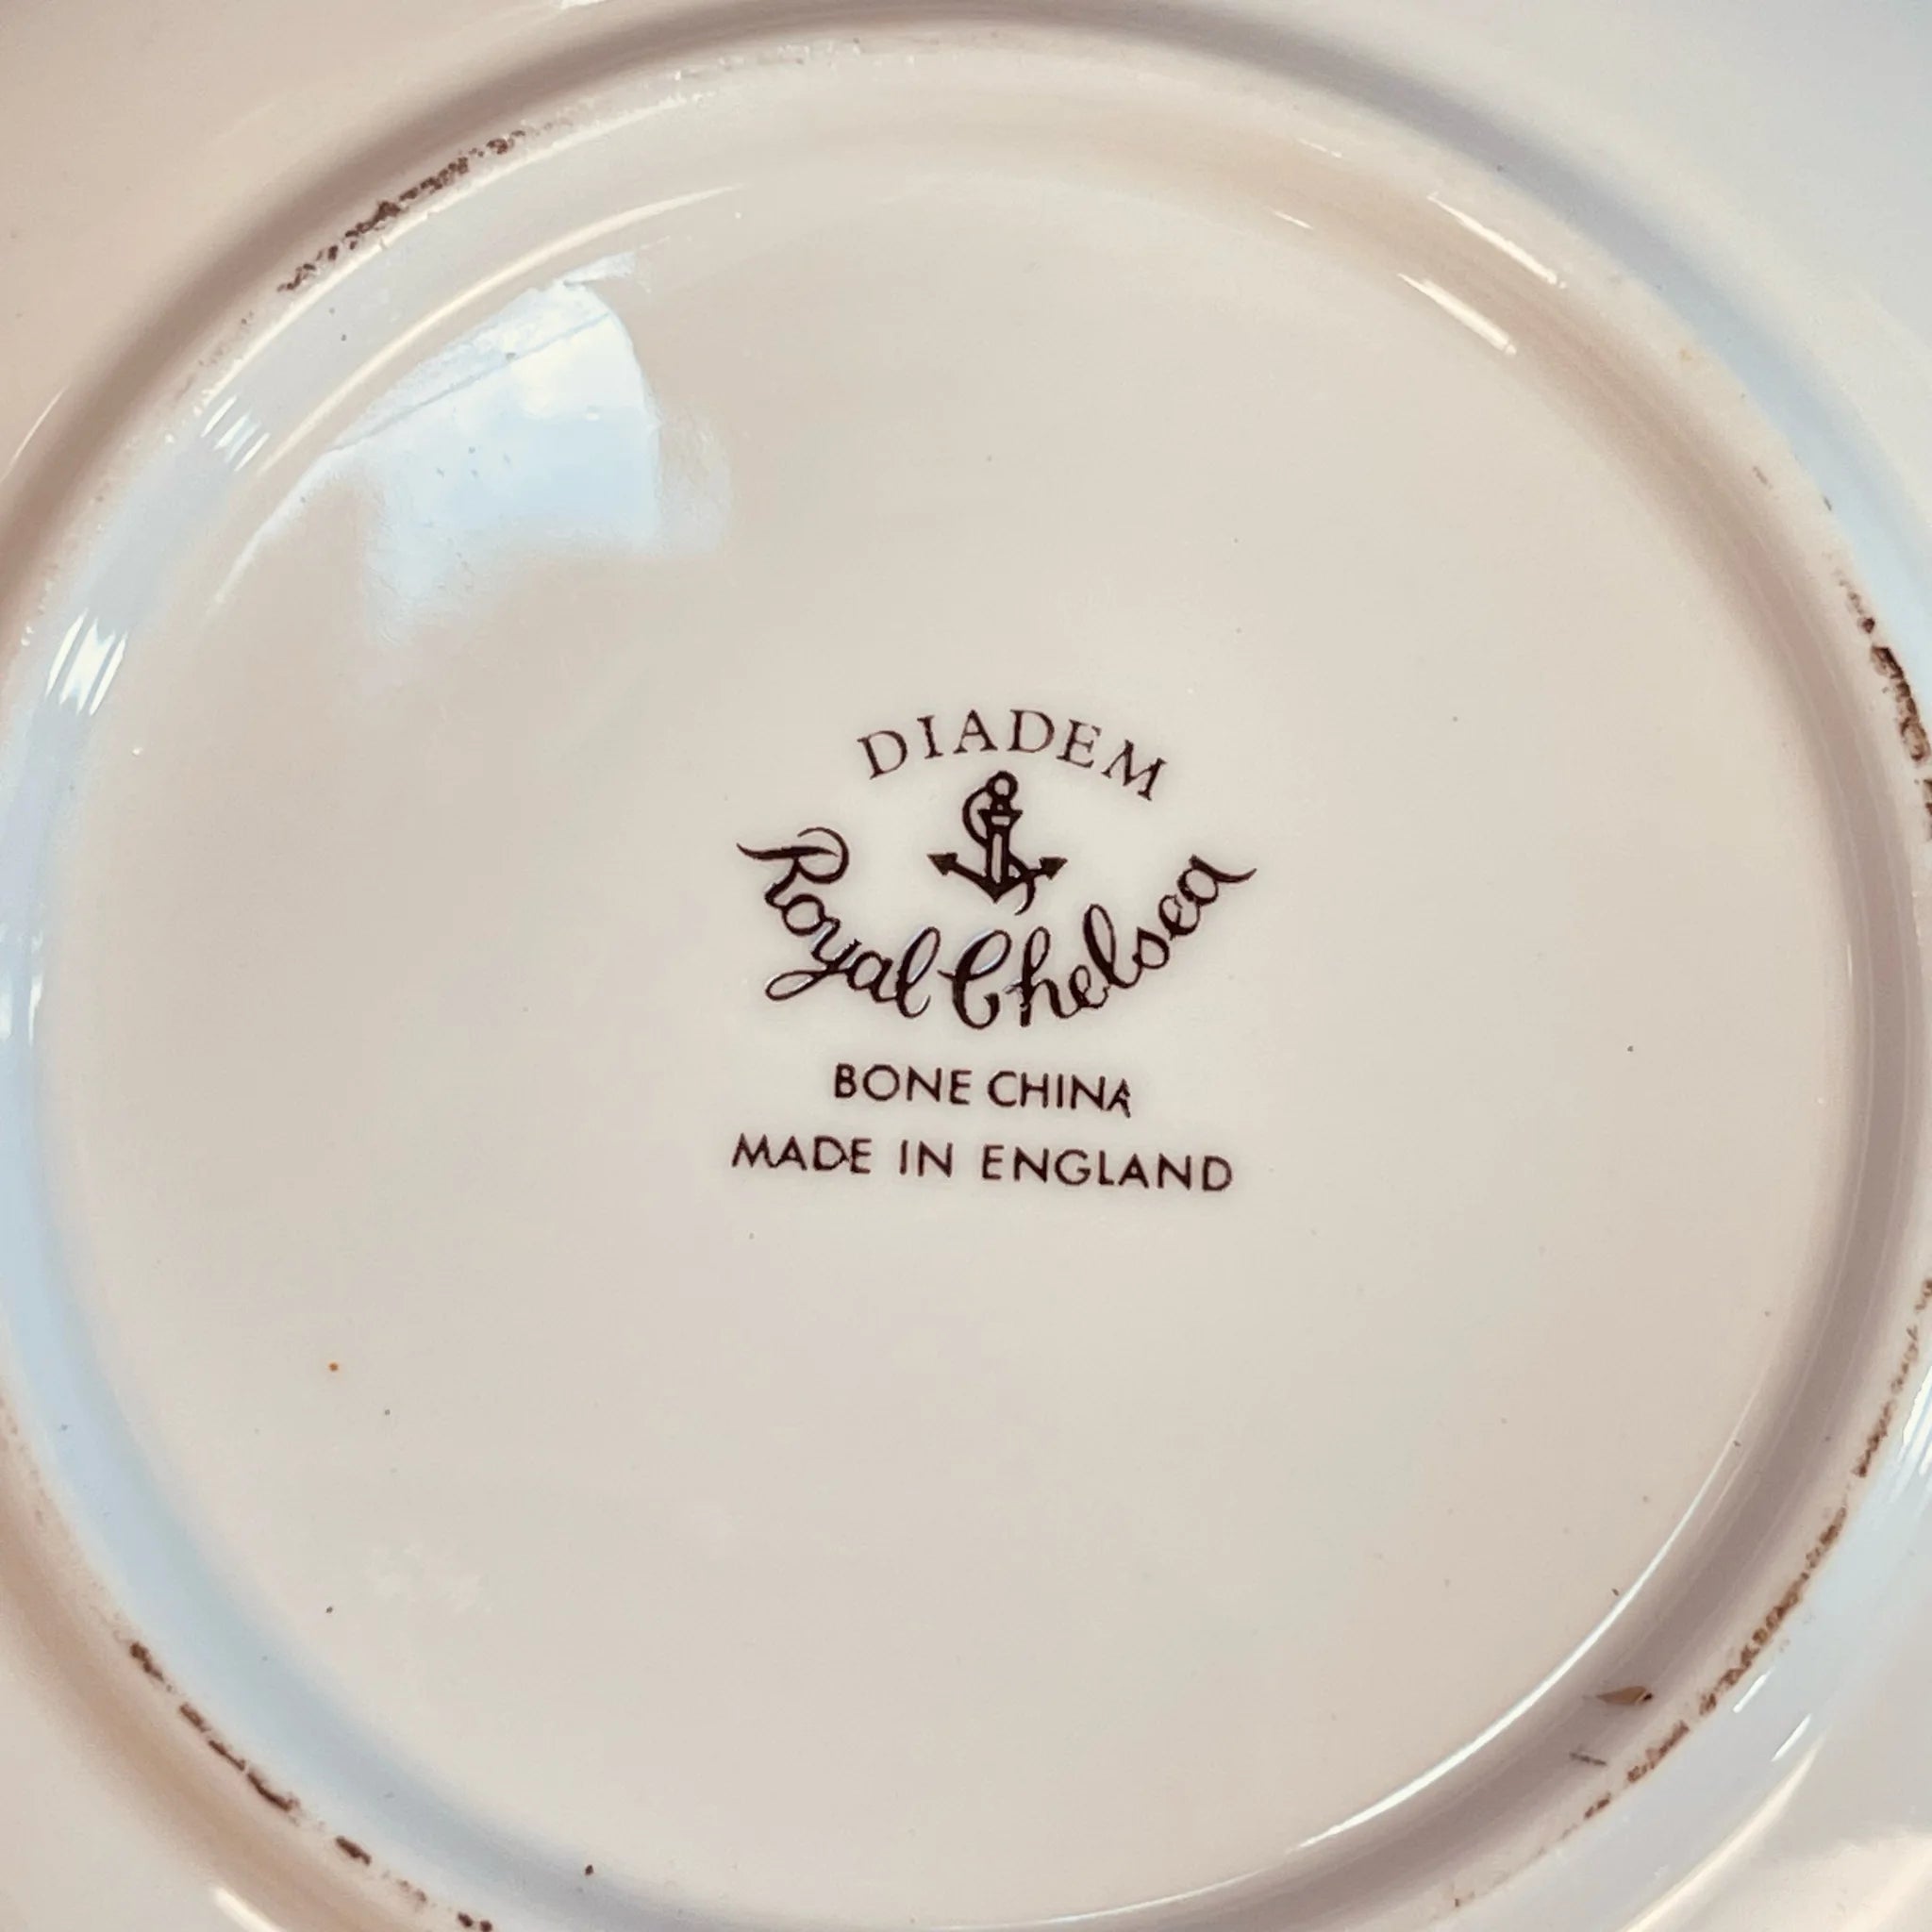 DIADEM
Royal Chelsea
BONE CHINA
MADE IN ENGLAND